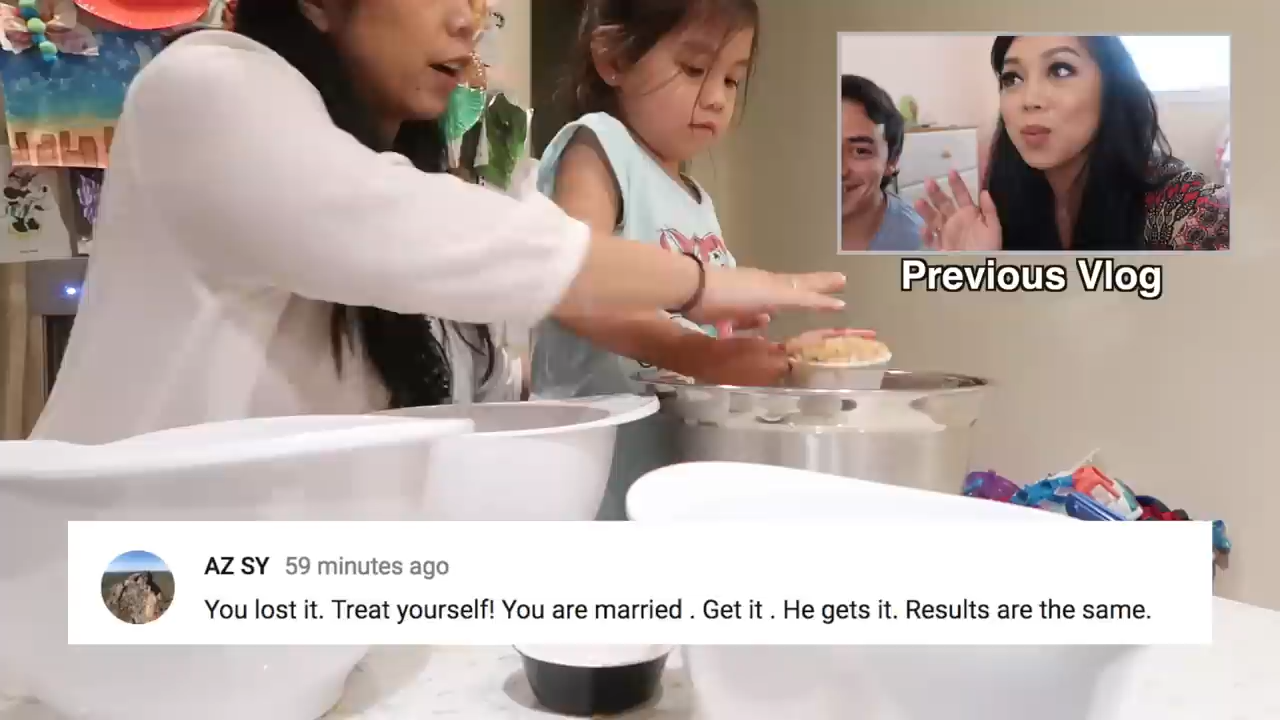 Previous Vlog
AZ SY 59 minutes ago
You lost it. Treat yourself! You are married . Get it . He gets it. Results are the same.